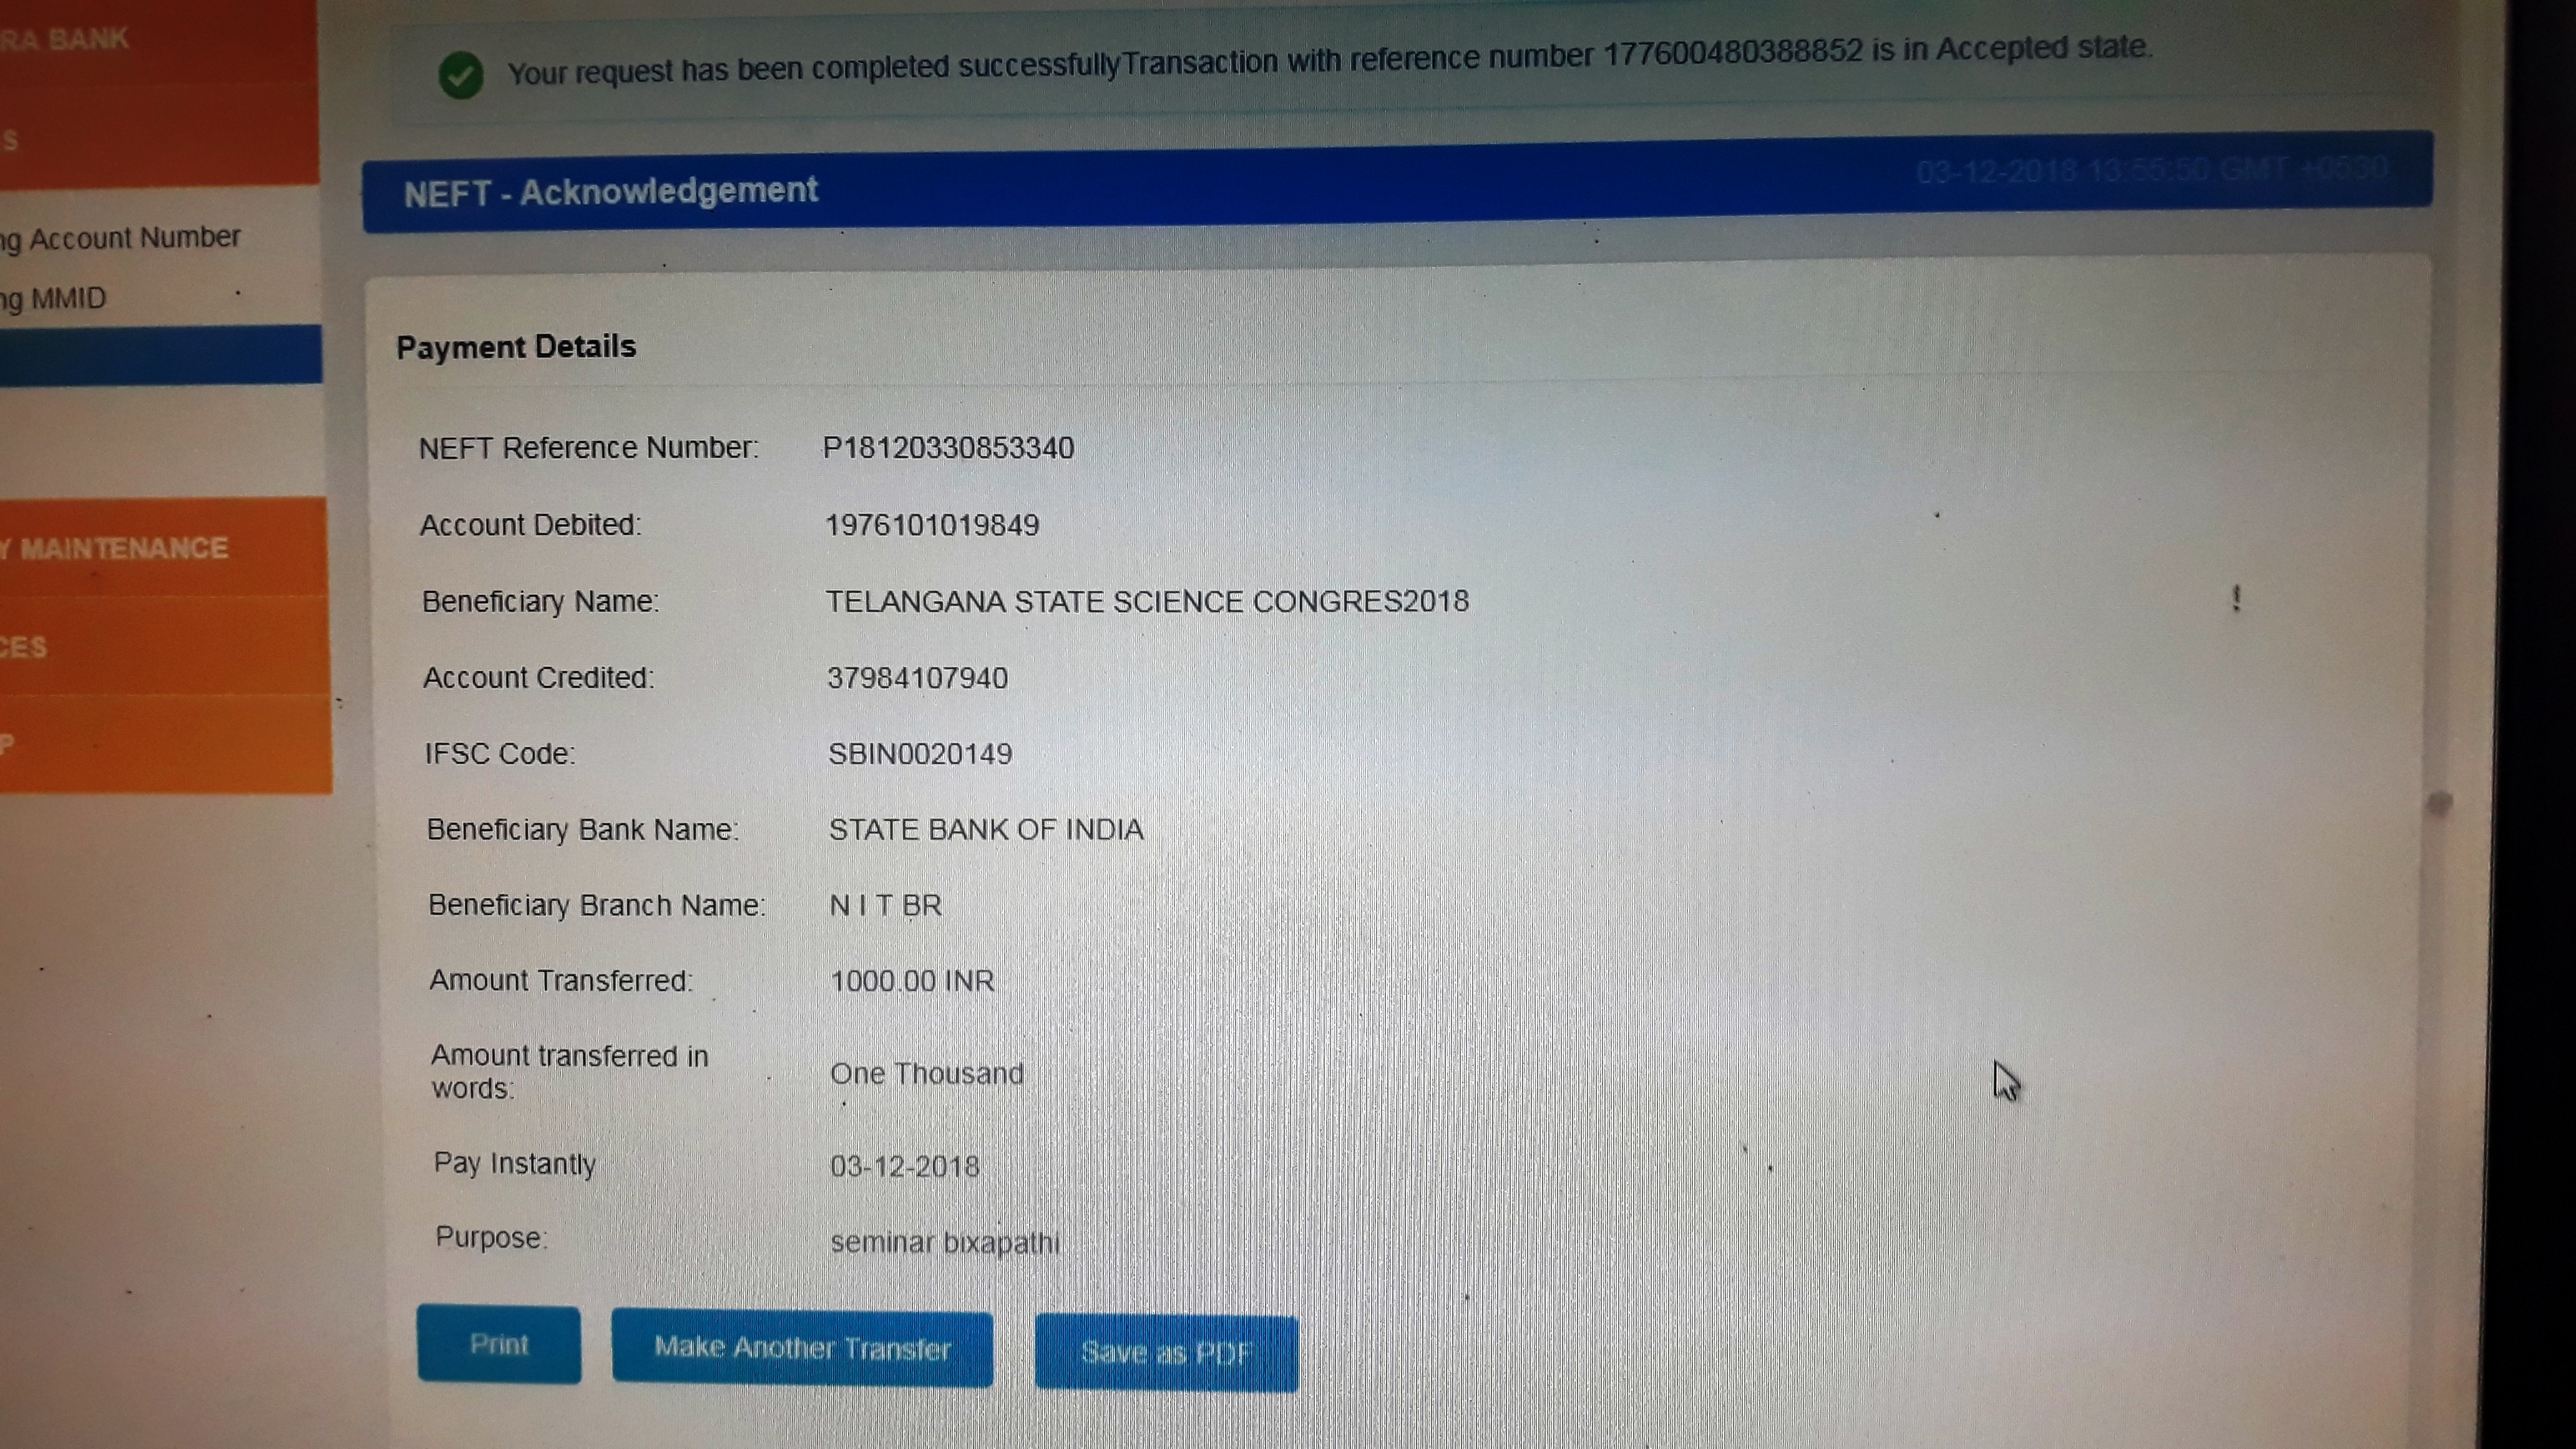 RA BANK
S
ng Account Number
ng MMID
Y MAINTENANCE
CES
P
Your request has been completed successfullyTransaction with reference number 177600480388852 is in Accepted state.
NEFT - Acknowledgement
03-12-2018 13:55:50 GMT +0530
Payment Details
NEFT Reference Number: P18120330853340
Account Debited: 1976101019849
Beneficiary Name: TELANGANA STATE SCIENCE CONGRES2018
Account Credited: 37984107940
IFSC Code: SBIN0020149
Beneficiary Bank Name: STATE BANK OF INDIA
Beneficiary Branch Name: N I T BR
Amount Transferred: 1000.00 INR
Amount transferred in
words: One Thousand
Pay Instantly 03-12-2018
Purpose: seminar bixapathi
Print Make Another Transfer Save as PDF